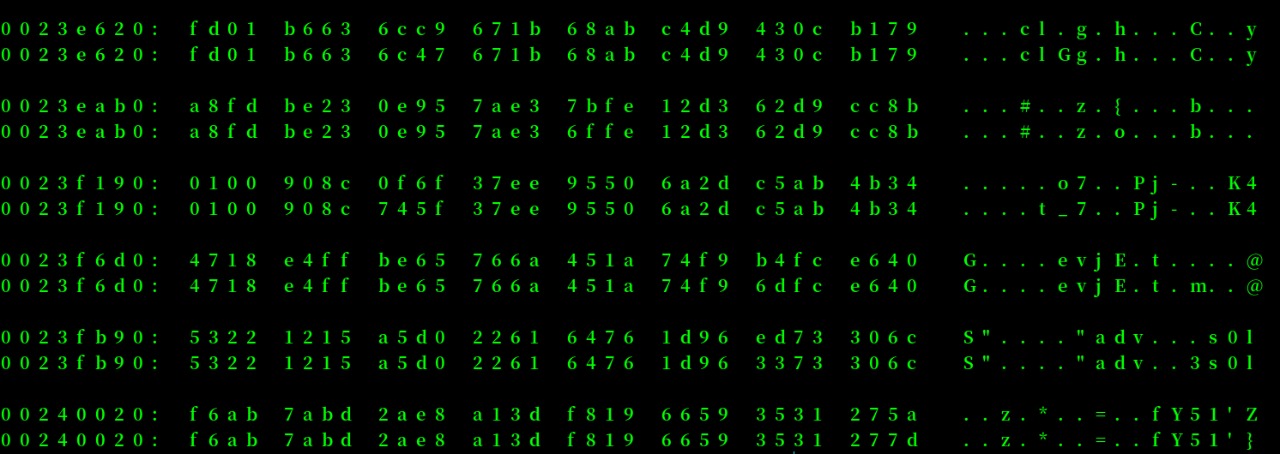 0023e620: fd01 b663 6cc9 671b 68ab c4d9 430c b179 ...cl.g.h...C..y
0023e620: fd01 b663 6c47 671b 68ab c4d9 430c b179 ...clGg.h...C..y
0023eab0: a8fd be23 0e95 7ae3 7bfe 12d3 62d9 cc8b ...#..z.{...b...
0023eab0: a8fd be23 0e95 7ae3 6ffe 12d3 62d9 cc8b ...#..z.o...b...
0023f190: 0100 908c 0f6f 37ee 9550 6a2d c5ab 4b34 .....o7..Pj-..K4
0023f190: 0100 908c 745f 37ee 9550 6a2d c5ab 4b34 ....t_7..Pj-..K4
0023f6d0: 4718 e4ff be65 766a 451a 74f9 b4fc e640 G....evjE.t....@
0023f6d0: 4718 e4ff be65 766a 451a 74f9 6dfc e640 G....evjE.t.m..@
0023fb90: 5322 1215 a5d0 2261 6476 1d96 ed73 306c S"...."adv...s0l
0023fb90: 5322 1215 a5d0 2261 6476 1d96 3373 306c S"...."adv..3s0l
00240020: f6ab 7abd 2ae8 a13d f819 6659 3531 275a ..z.*..=..fY51'Z
00240020: f6ab 7abd 2ae8 a13d f819 6659 3531 277d ..z.*..=..fY51'}